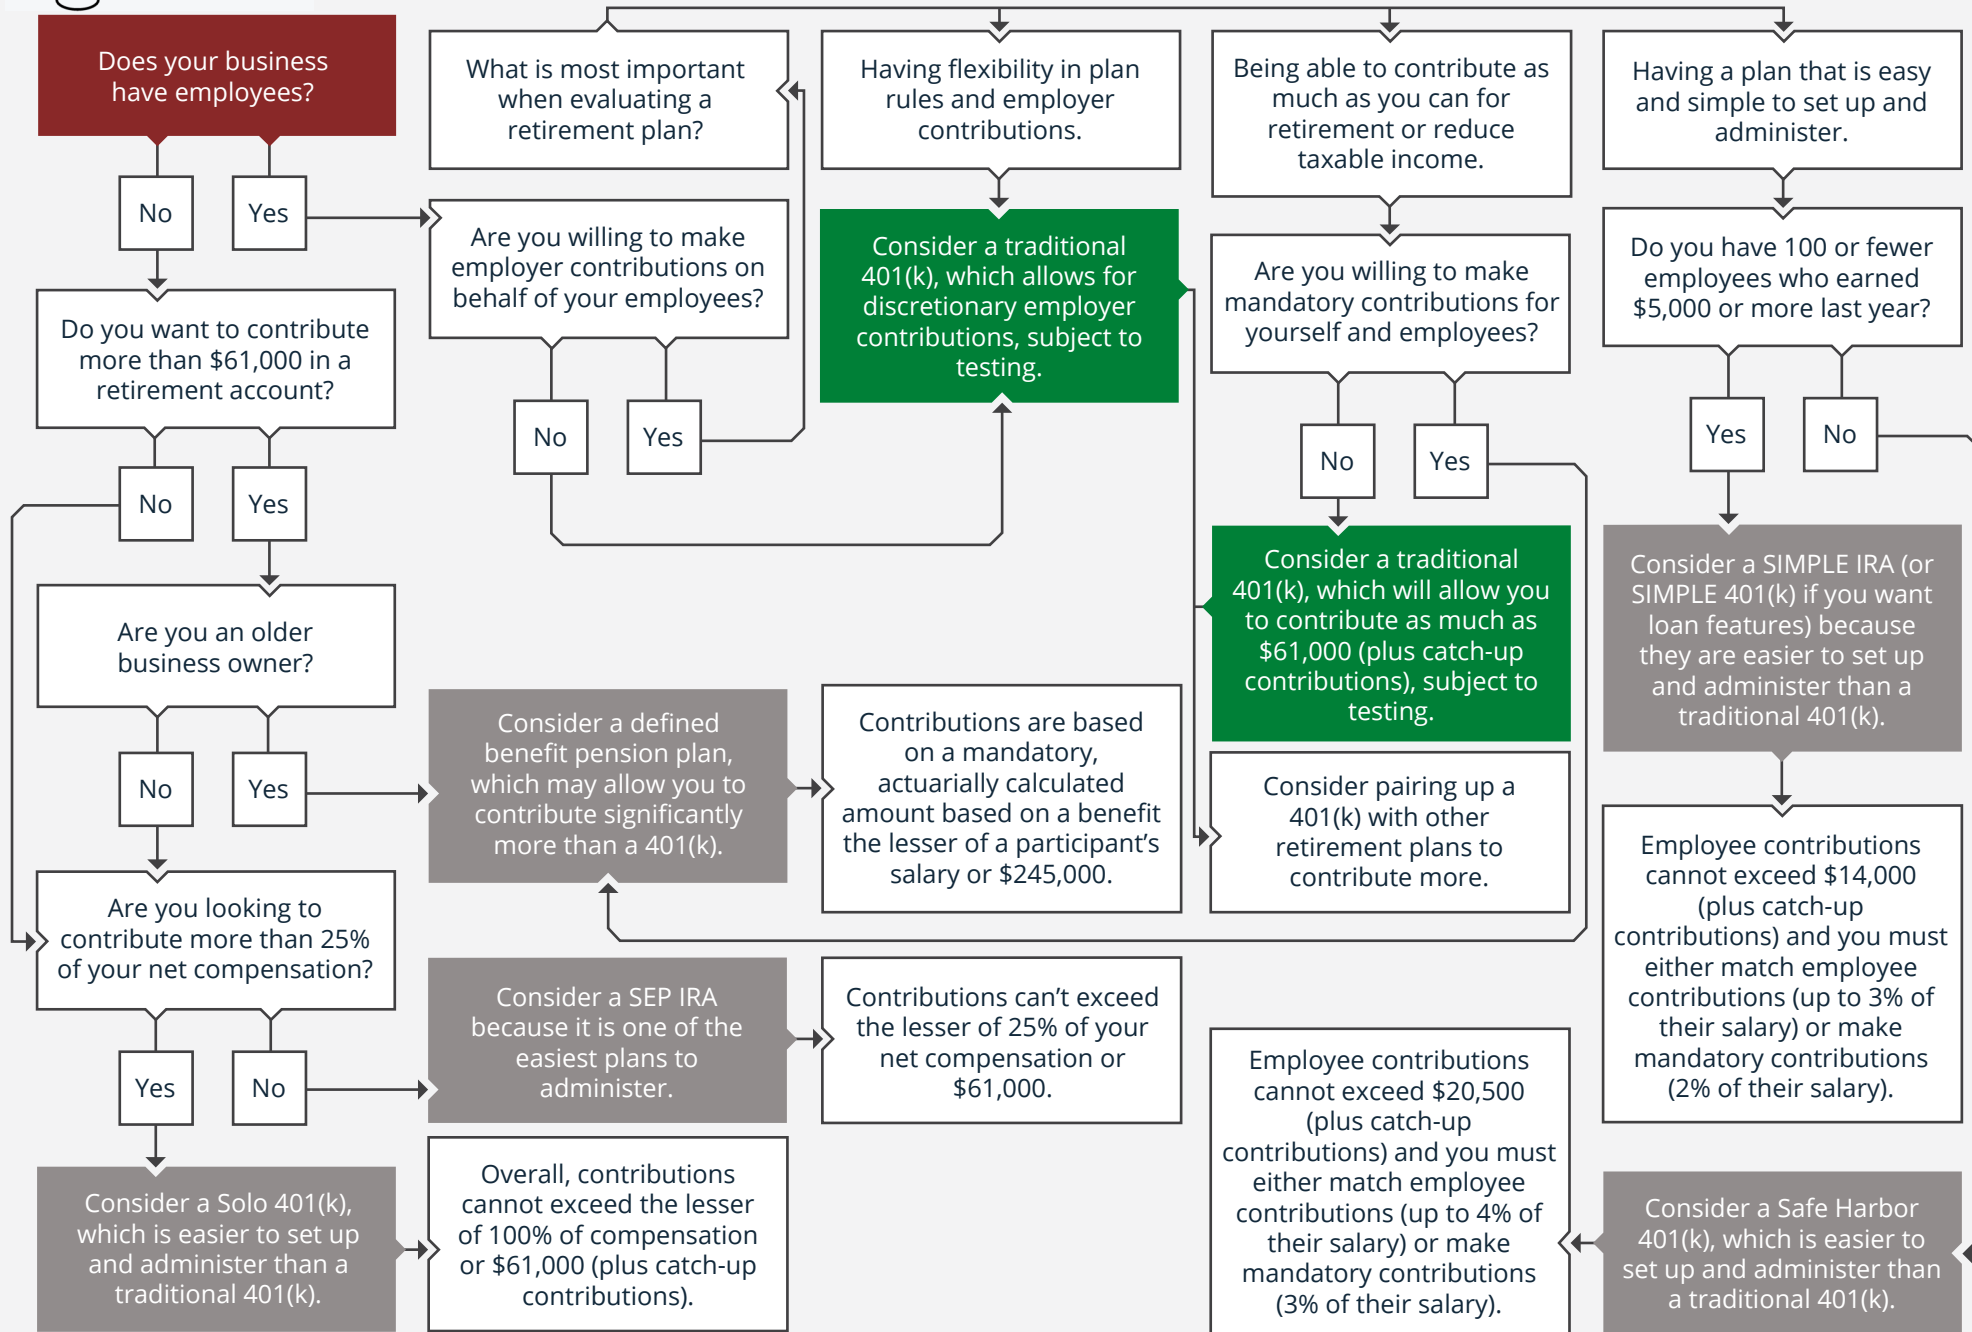 Does your business
have employees?
No
Yes
Do you want to contribute
more than $61,000 in a
retirement account?
No
Yes
Are you an older
business owner?
No
Yes
Are you looking to
contribute more than 25%
of your net compensation?
Yes
No
Consider a Solo 401(k),
which is easier to set up
and administer than a
traditional 401(k).
What is most important
when evaluating a
retirement plan?
Are you willing to make
employer contributions on
behalf of your employees?
No
Yes
Consider a defined
benefit pension plan,
which may allow you to
contribute significantly
more than a 401(k).
Consider a SEP IRA
because it is one of the
easiest plans to
administer.
Overall, contributions
cannot exceed the lesser
of 100% of compensation
or $61,000 (plus catch-up
contributions).
Having flexibility in plan
rules and employer
contributions.
Consider a traditional
401(k), which allows for
discretionary employer
contributions, subject to
testing.
Contributions are based
on a mandatory,
actuarially calculated
amount based on a benefit
the lesser of a participant's
salary or $245,000.
Contributions can't exceed
the lesser of 25% of your
net compensation or
$61,000.
Being able to contribute as
much as you can for
retirement or reduce
taxable income.
Are you willing to make
mandatory contributions for
yourself and employees?
No
Yes
Consider a traditional
401(k), which will allow you
to contribute as much as
$61,000 (plus catch-up
contributions), subject to
testing.
Consider pairing up a
401(k) with other
retirement plans to
contribute more.
Employee contributions
cannot exceed $20,500
(plus catch-up
contributions) and you must
either match employee
contributions (up to 4% of
their salary) or make
mandatory contributions
(3% of their salary).
Having a plan that is easy
and simple to set up and
administer.
Do you have 100 or fewer
employees who earned
$5,000 or more last year?
Yes
No
Consider a SIMPLE IRA (or
SIMPLE 401(k) if you want
loan features) because
they are easier to set up
and administer than a
traditional 401(k).
Employee contributions
cannot exceed $14,000
(plus catch-up
contributions) and you must
either match employee
contributions (up to 3% of
their salary) or make
mandatory contributions
(2% of their salary).
Consider a Safe Harbor
401(k), which is easier to
set up and administer than
a traditional 401(k).